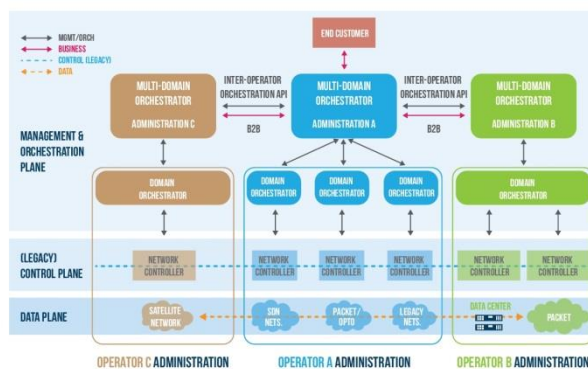 MGMT/ORCH
BUSINESS
CONTROL (LEGACY)
DATA
END CUSTOMER
MULTI-DOMAIN
ORCHESTRATOR
ADMINISTRATION C
INTER-OPERATOR
ORCHESTRATION API
B2B
MULTI-DOMAIN
ORCHESTRATOR
ADMINISTRATION A
INTER-OPERATOR
ORCHESTRATION API
B2B
MULTI-DOMAIN
ORCHESTRATOR
ADMINISTRATION B
MANAGEMENT &
ORCHESTRATION
PLANE
DOMAIN
ORCHESTRATOR
DOMAIN
ORCHESTRATOR
DOMAIN
ORCHESTRATOR
DOMAIN
ORCHESTRATOR
DOMAIN
ORCHESTRATOR
(LEGACY)
CONTROL PLANE
NETWORK
CONTROLLER
NETWORK
CONTROLLER
NETWORK
CONTROLLER
NETWORK
CONTROLLER
NETWORK
CONTROLLER
NETWORK
CONTROLLER
DATA PLANE
SATELLITE
NETWORK
SDN
NETS.
PACKET/
OPTO
LEGACY
NETS.
DATA CENTER
PACKET
OPERATOR C ADMINISTRATION
OPERATOR A ADMINISTRATION
OPERATOR B ADMINISTRATION